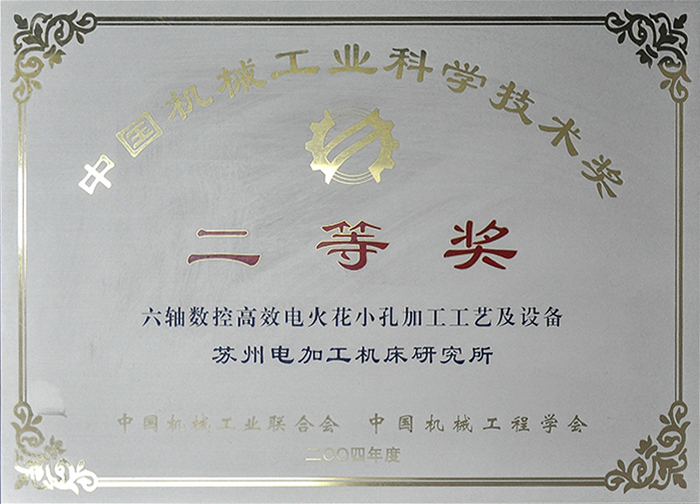 中国机械工业科学技术奖
二等奖
六轴数控高效电火花小孔加工工艺及设备
苏州电加工机床研究所
中国机械工业联合会 中国机械工程学会
二〇〇四年度